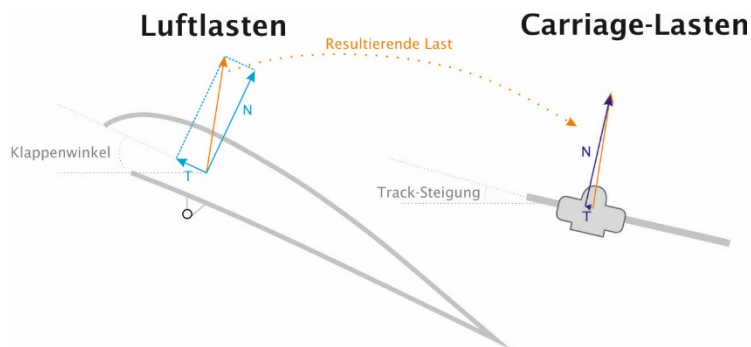 Luftlasten
Carriage-Lasten
Resultierende Last
N
Klappenwinkel
T
N
Track-Steigung
T